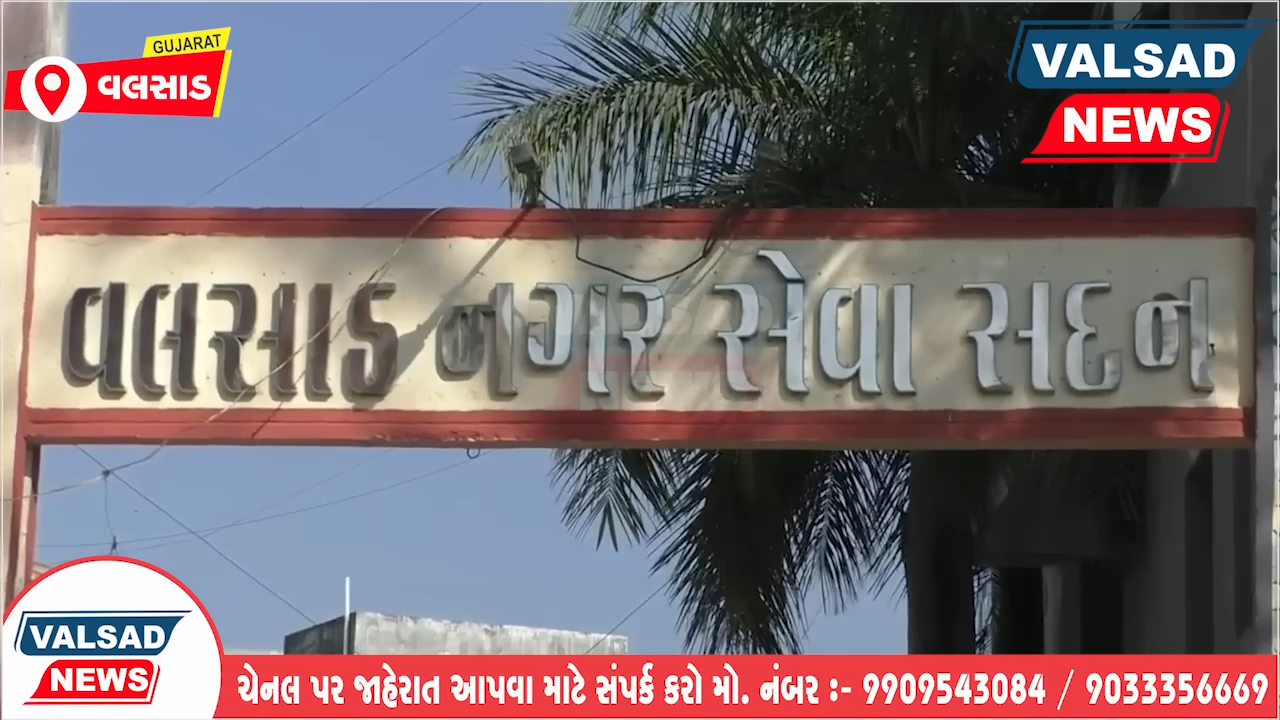 GUJARAT
વલસાડ
VALSAD
NEWS
વલસાડ નગર સેવા સદન
VALSAD
NEWS
ચેનલ પર જાહેરાત આપવા માટે સંપર્ક કરો મો. નંબર :- 9909543084 / 9033356669